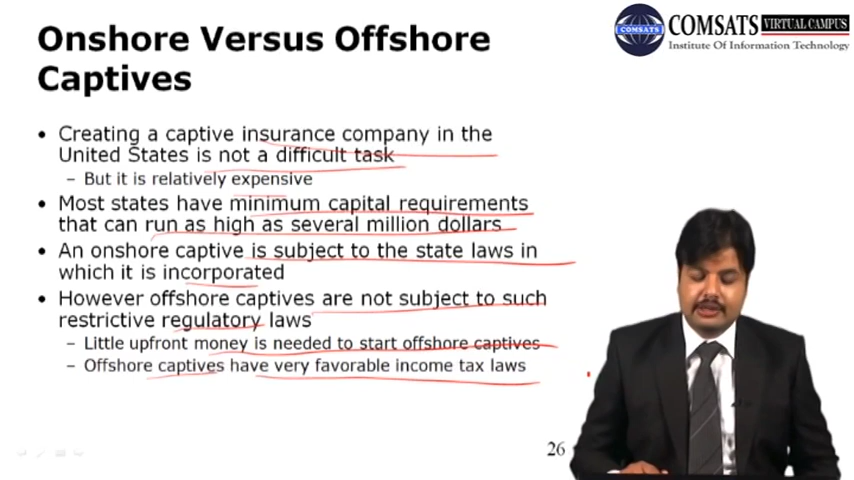 Onshore Versus Offshore
Captives
COMSATS VIRTUAL CAMPUS
COMSATS
Institute Of Information Technology
• Creating a captive insurance company in the
United States is not a difficult task
– But it is relatively expensive
• Most states have minimum capital requirements
that can run as high as several million dollars
• An onshore captive is subject to the state laws in
which it is incorporated
• However offshore captives are not subject to such
restrictive regulatory laws
– Little upfront money is needed to start offshore captives
– Offshore captives have very favorable income tax laws
26